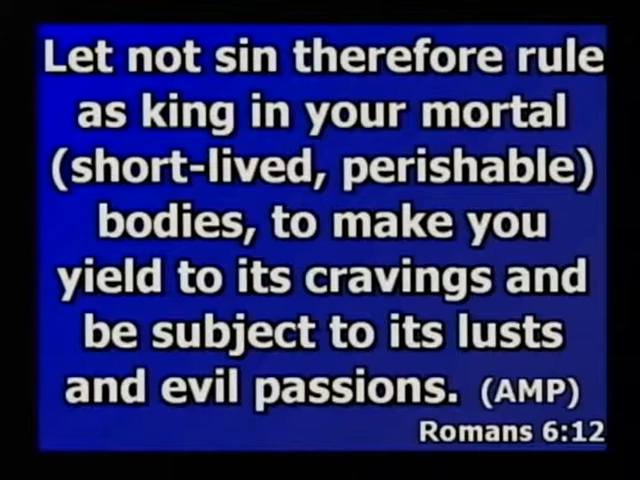 Let not sin therefore rule
as king in your mortal
(short-lived, perishable)
bodies, to make you
yield to its cravings and
be subject to its lusts
and evil passions. (AMP)
Romans 6:12